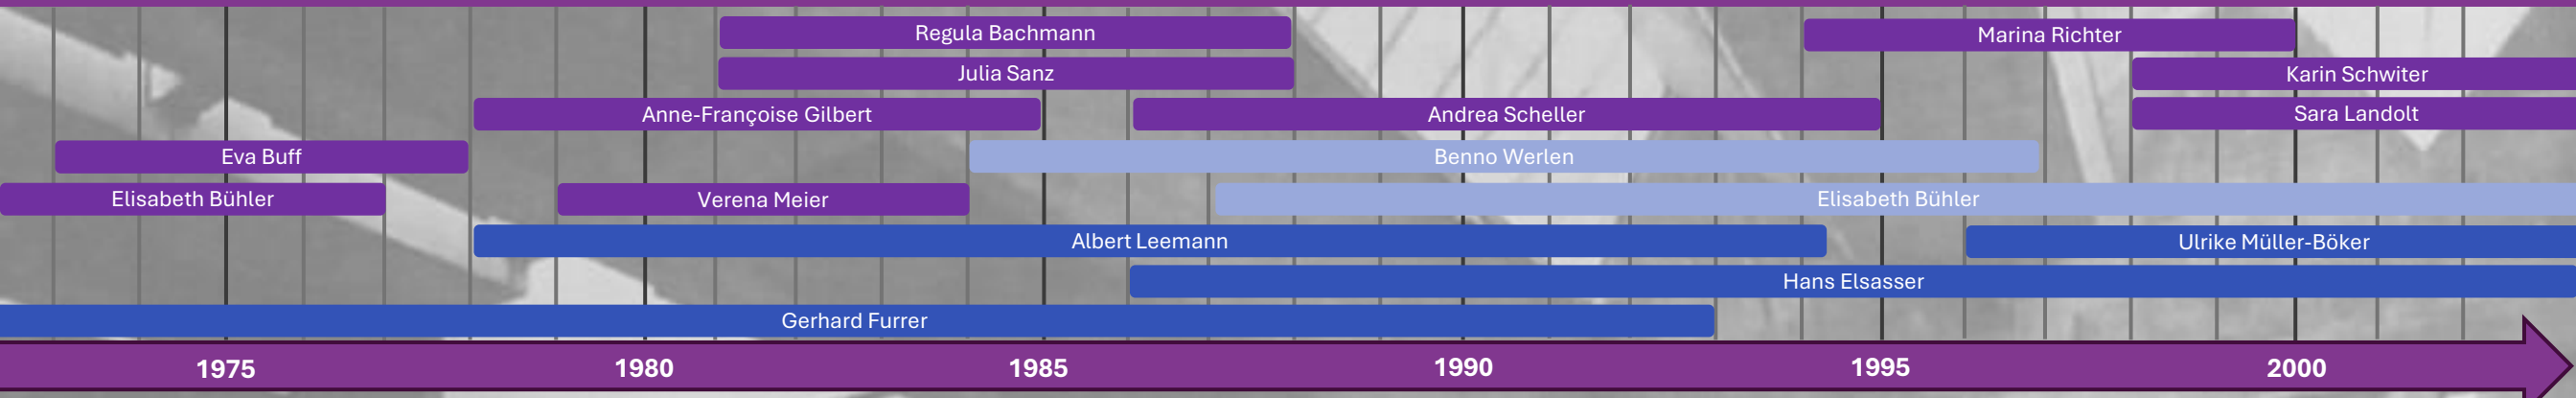 Regula Bachmann
Marina Richter
Julia Sanz
Karin Schwiter
Anne-Françoise Gilbert
Andrea Scheller
Sara Landolt
Eva Buff
Benno Werlen
Elisabeth Bühler
Verena Meier
Elisabeth Bühler
Albert Leemann
Ulrike Müller-Böker
Hans Elsasser
Gerhard Furrer
1975 1980 1985 1990 1995 2000